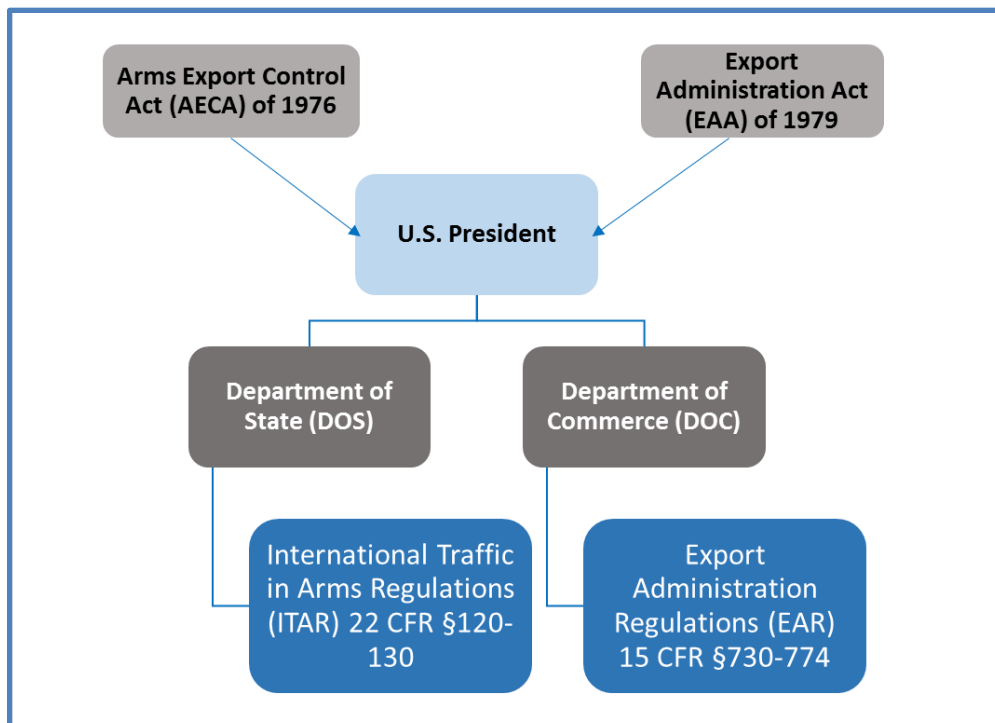 Arms Export Control
Act (AECA) of 1976
Export
Administration Act
(EAA) of 1979
U.S. President
Department of
State (DOS)
Department of
Commerce (DOC)
International Traffic
in Arms Regulations
(ITAR) 22 CFR §120-
130
Export
Administration
Regulations (EAR)
15 CFR §730-774